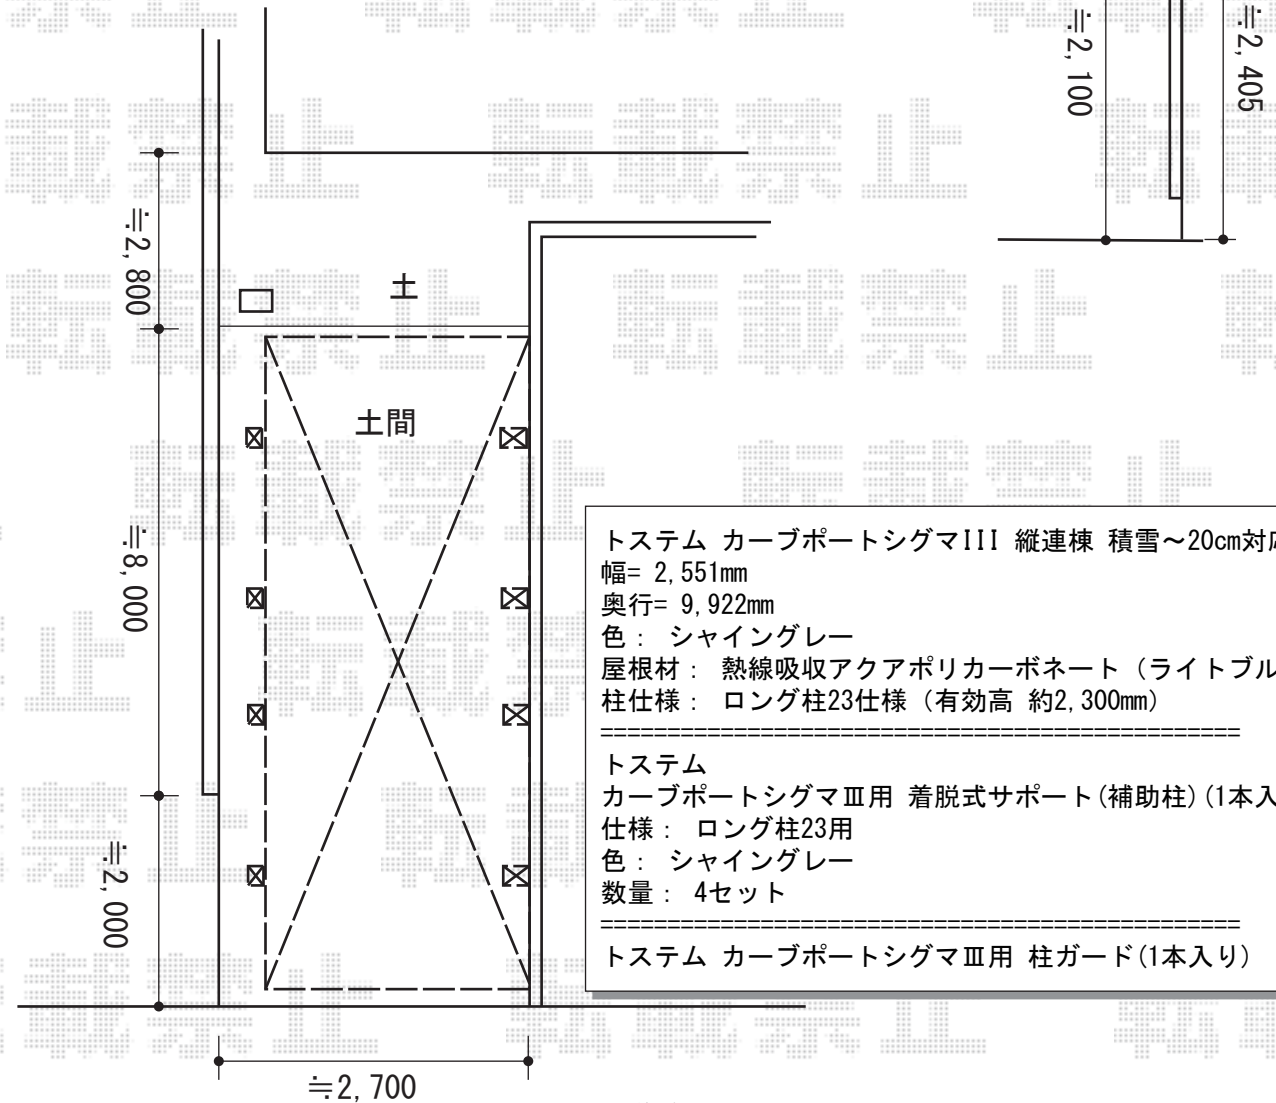 ≒2,100
≒2,405
≒2,800
土
土間
≒8,000
≒2,000
≒2,700
トステム カーブポートシグマIII 縦連棟 積雪～20cm対応
幅= 2,551mm
奥行= 9,922mm
色： シャイングレー
屋根材： 熱線吸収アクアポリカーボネート（ライトブル
柱仕様： ロング柱23仕様（有効高 約2,300mm）
================================================
トステム
カーブポートシグマⅢ用 着脱式サポート(補助柱)(1本入
仕様： ロング柱23用
色： シャイングレー
数量： 4セット
================================================
トステム カーブポートシグマⅢ用 柱ガード(1本入り)
転載禁止